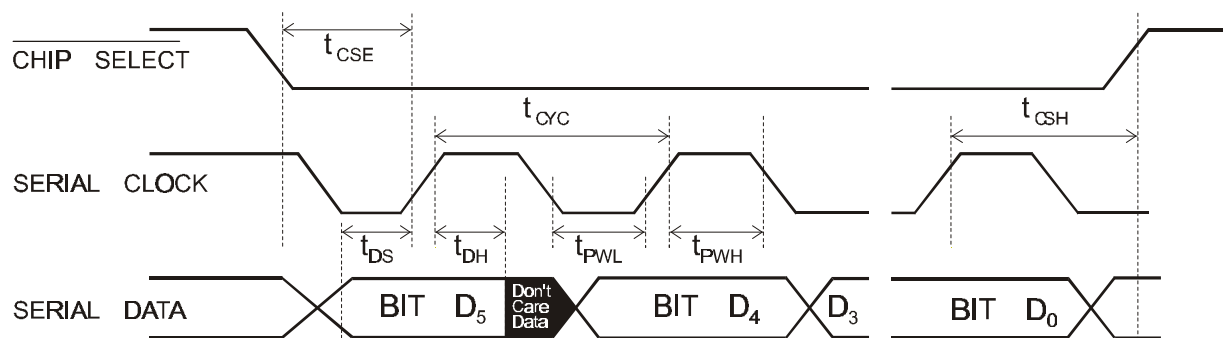 CHIP SELECT
t CSE
t CYC
t CSH
SERIAL CLOCK
t DS
t DH
t PWL
t PWH
SERIAL DATA
BIT D5
Don't
Care
Data
BIT D4
D3
BIT D0